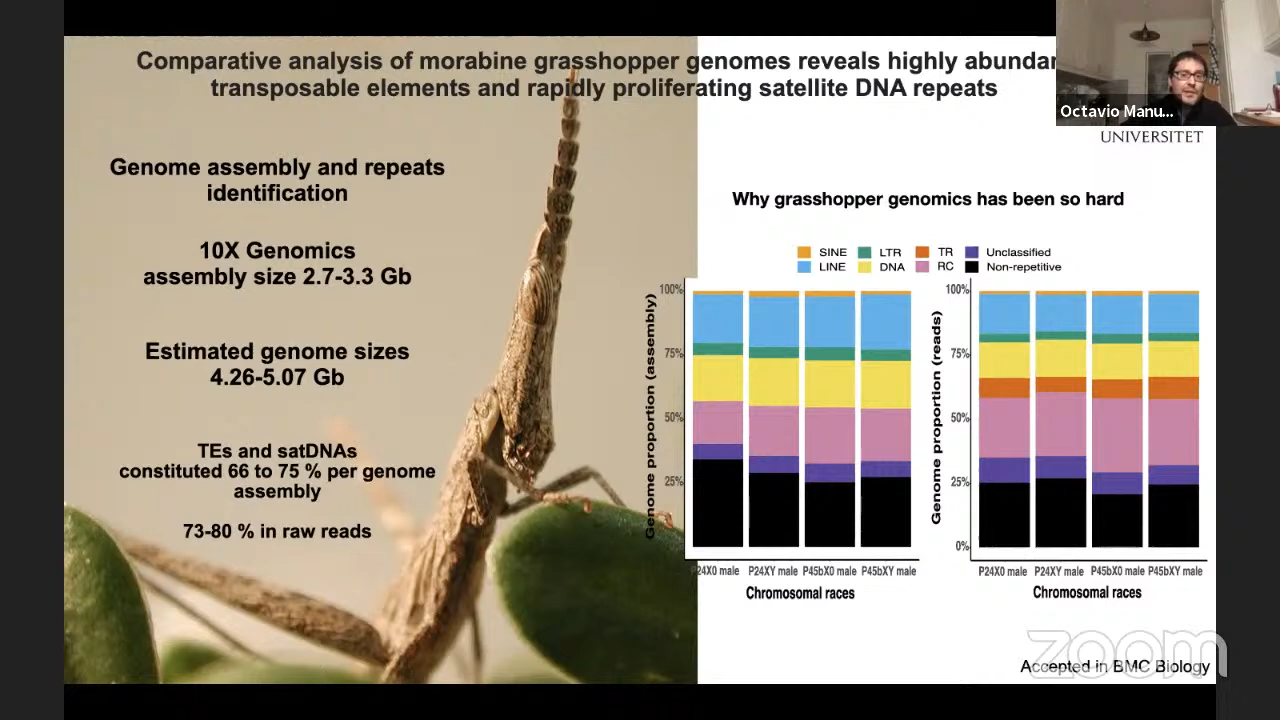 Comparative analysis of morabine grasshopper genomes reveals highly
transposable elements and rapidly proliferating satellite DNA repeats
Octavio Manu...
UNIVERSITET
Genome assembly and repeats
identification
10X Genomics
assembly size 2.7-3.3 Gb
Estimated genome sizes
4.26-5.07 Gb
TEs and satDNAs
constituted 66 to 75 % per genome
assembly
73-80 % in raw reads
Why grasshopper genomics has been so hard
SINE LTR TR Unclassified
LINE DNA RC Non-repetitive
Genome proportion (assembly)
100%
75%
50%
25%
P24X0 male P24XY male P45bX0 male P45bXY male
Chromosomal races
Genome proportion (reads)
100%
75%
50%
25%
0%
P24X0 male P24XY male P45bX0 male P45bXY male
Chromosomal races
zoom
Accepted in BMC Biology